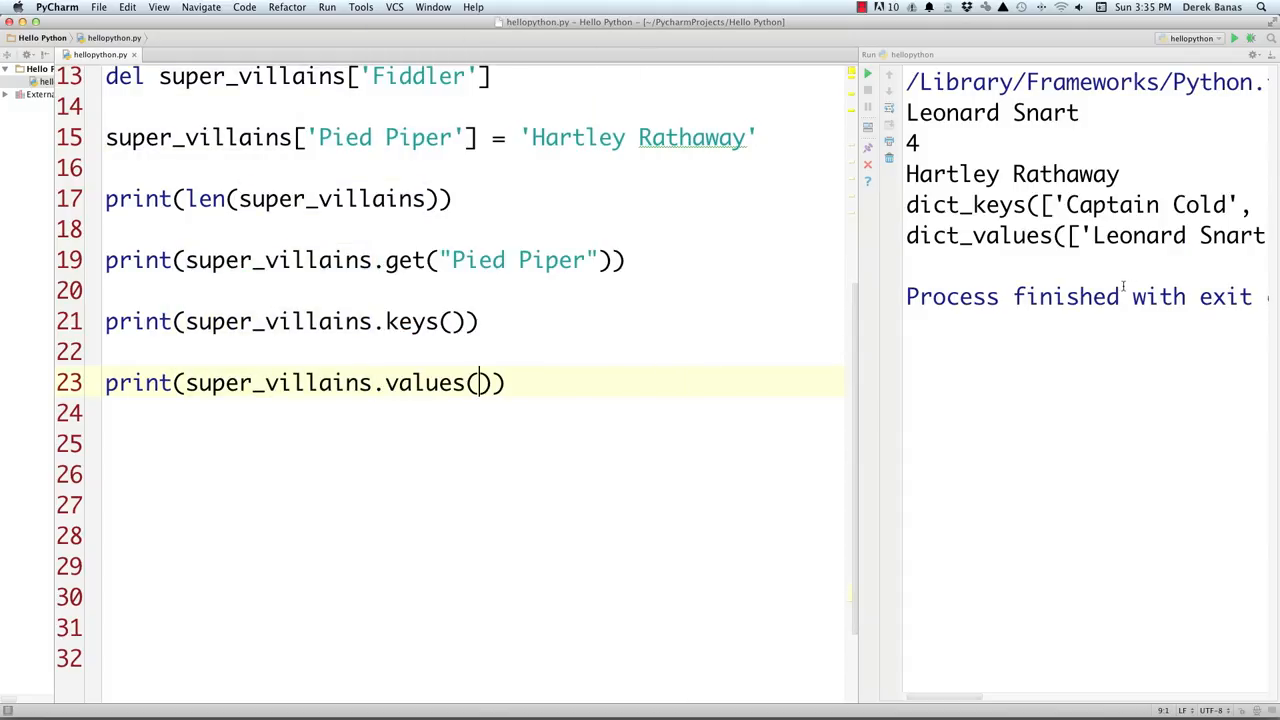 PyCharm File Edit View Navigate Code Refactor Run Tools VCS Window Help 10 Sun 3:35 PM Derek Banas
hellopython.py - Hello Python - [~/PycharmProjects/Hello Python]
Hello Python hellopython.py hellopython
hellopython.py Run hellopython
Hello P
hell
Externa
13 del super_villains['Fiddler']
14
15 super_villains['Pied Piper'] = 'Hartley Rathaway'
16
17 print(len(super_villains))
18
19 print(super_villains.get("Pied Piper"))
20
21 print(super_villains.keys())
22
23 print(super_villains.values())
24
25
26
27
28
29
30
31
32
/Library/Frameworks/Python.
Leonard Snart
4
Hartley Rathaway
dict_keys(['Captain Cold',
dict_values(['Leonard Snart
Process finished with exit
9:1 LF UTF-8